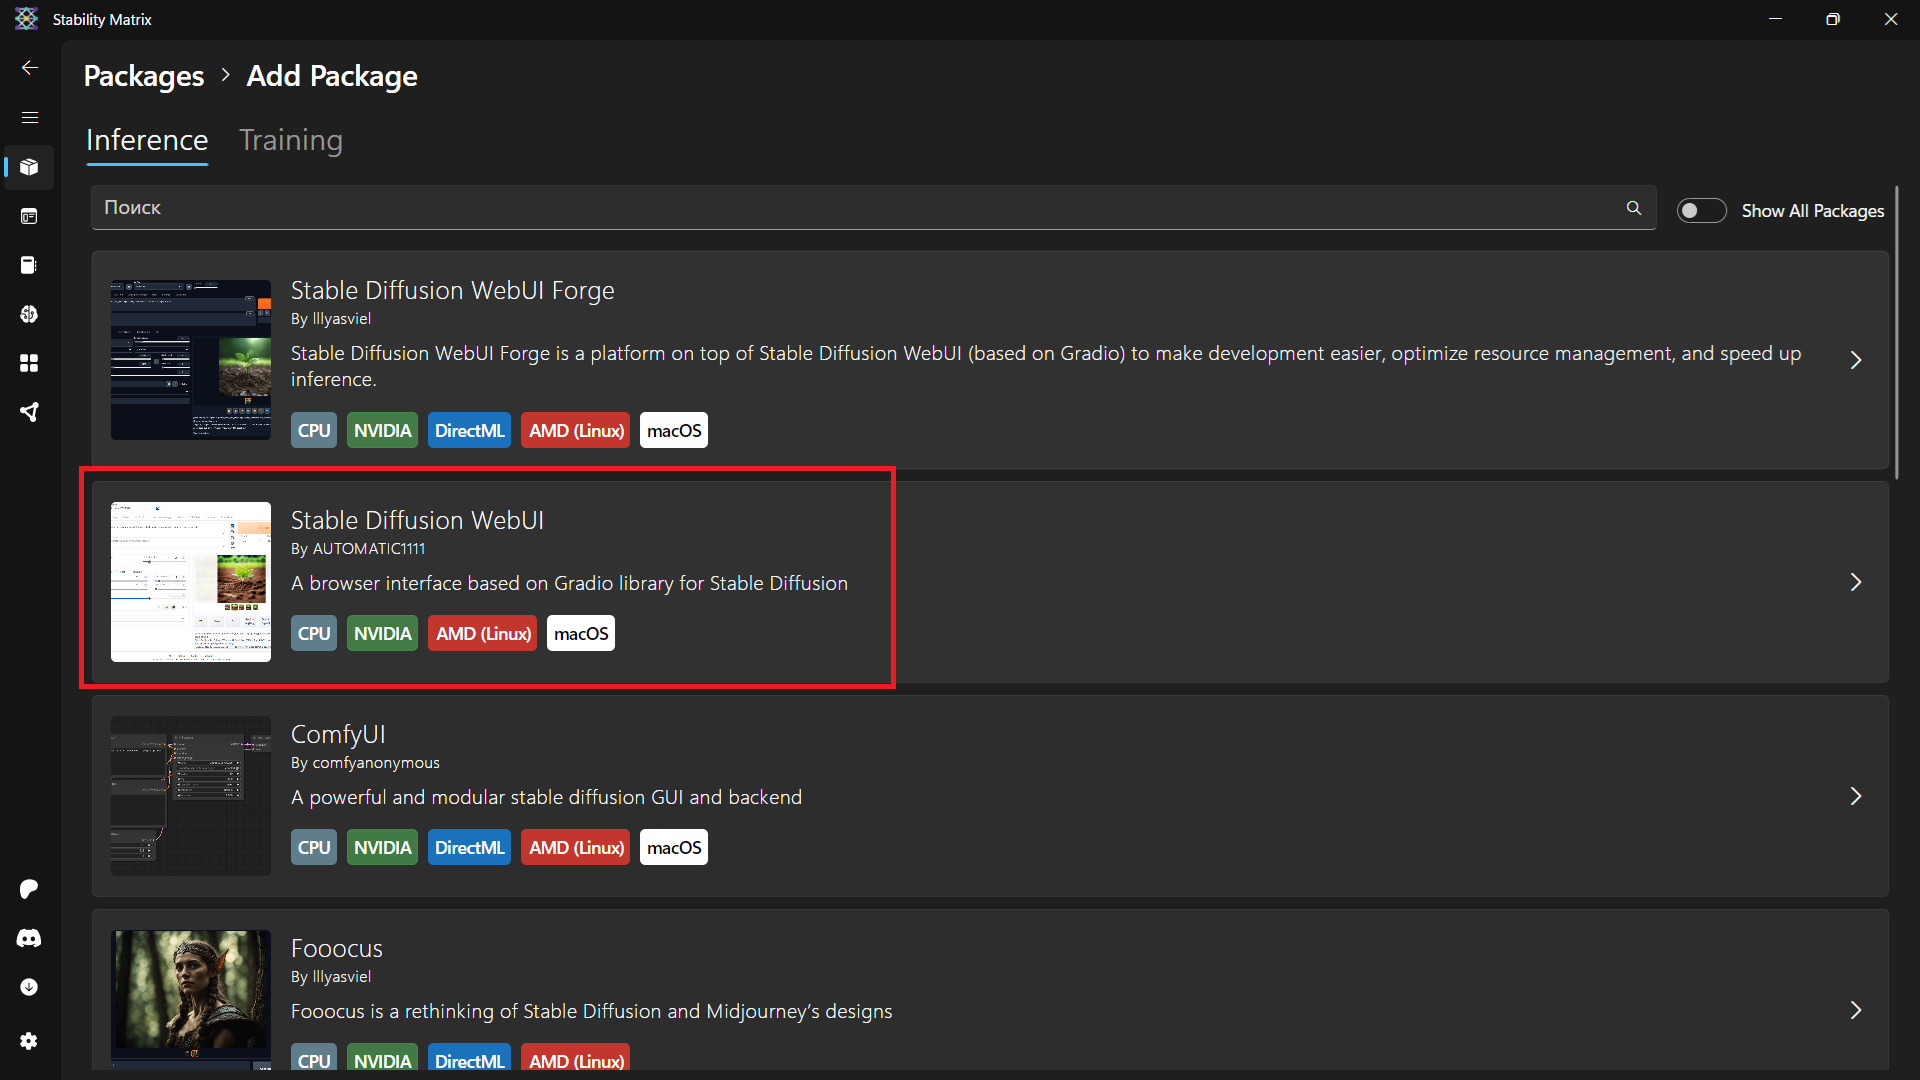 Stability Matrix
Packages > Add Package
Inference Training
Поиск
Show All Packages
Stable Diffusion WebUI Forge
By lllyasviel
Stable Diffusion WebUI Forge is a platform on top of Stable Diffusion WebUI (based on Gradio) to make development easier, optimize resource management, and speed up
inference.
CPU NVIDIA DirectML AMD (Linux) macOS
Stable Diffusion WebUI
By AUTOMATIC1111
A browser interface based on Gradio library for Stable Diffusion
CPU NVIDIA AMD (Linux) macOS
ComfyUI
By comfyanonymous
A powerful and modular stable diffusion GUI and backend
CPU NVIDIA DirectML AMD (Linux) macOS
Fooocus
By lllyasviel
Fooocus is a rethinking of Stable Diffusion and Midjourney’s designs
CPU NVIDIA DirectML AMD (Linux)